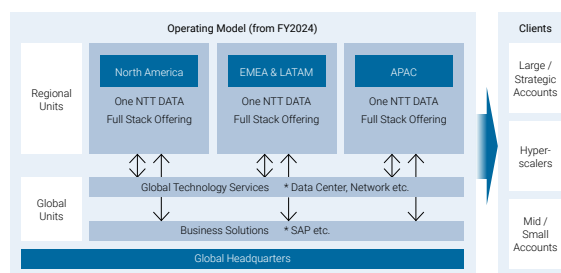 Operating Model (from FY2024)
Clients
Regional
Units
North America
One NTT DATA
Full Stack Offering
EMEA & LATAM
One NTT DATA
Full Stack Offering
APAC
One NTT DATA
Full Stack Offering
Global
Units
Global Technology Services * Data Center, Network etc.
Business Solutions * SAP etc.
Global Headquarters
Large /
Strategic
Accounts
Hyper-
scalers
Mid /
Small
Accounts